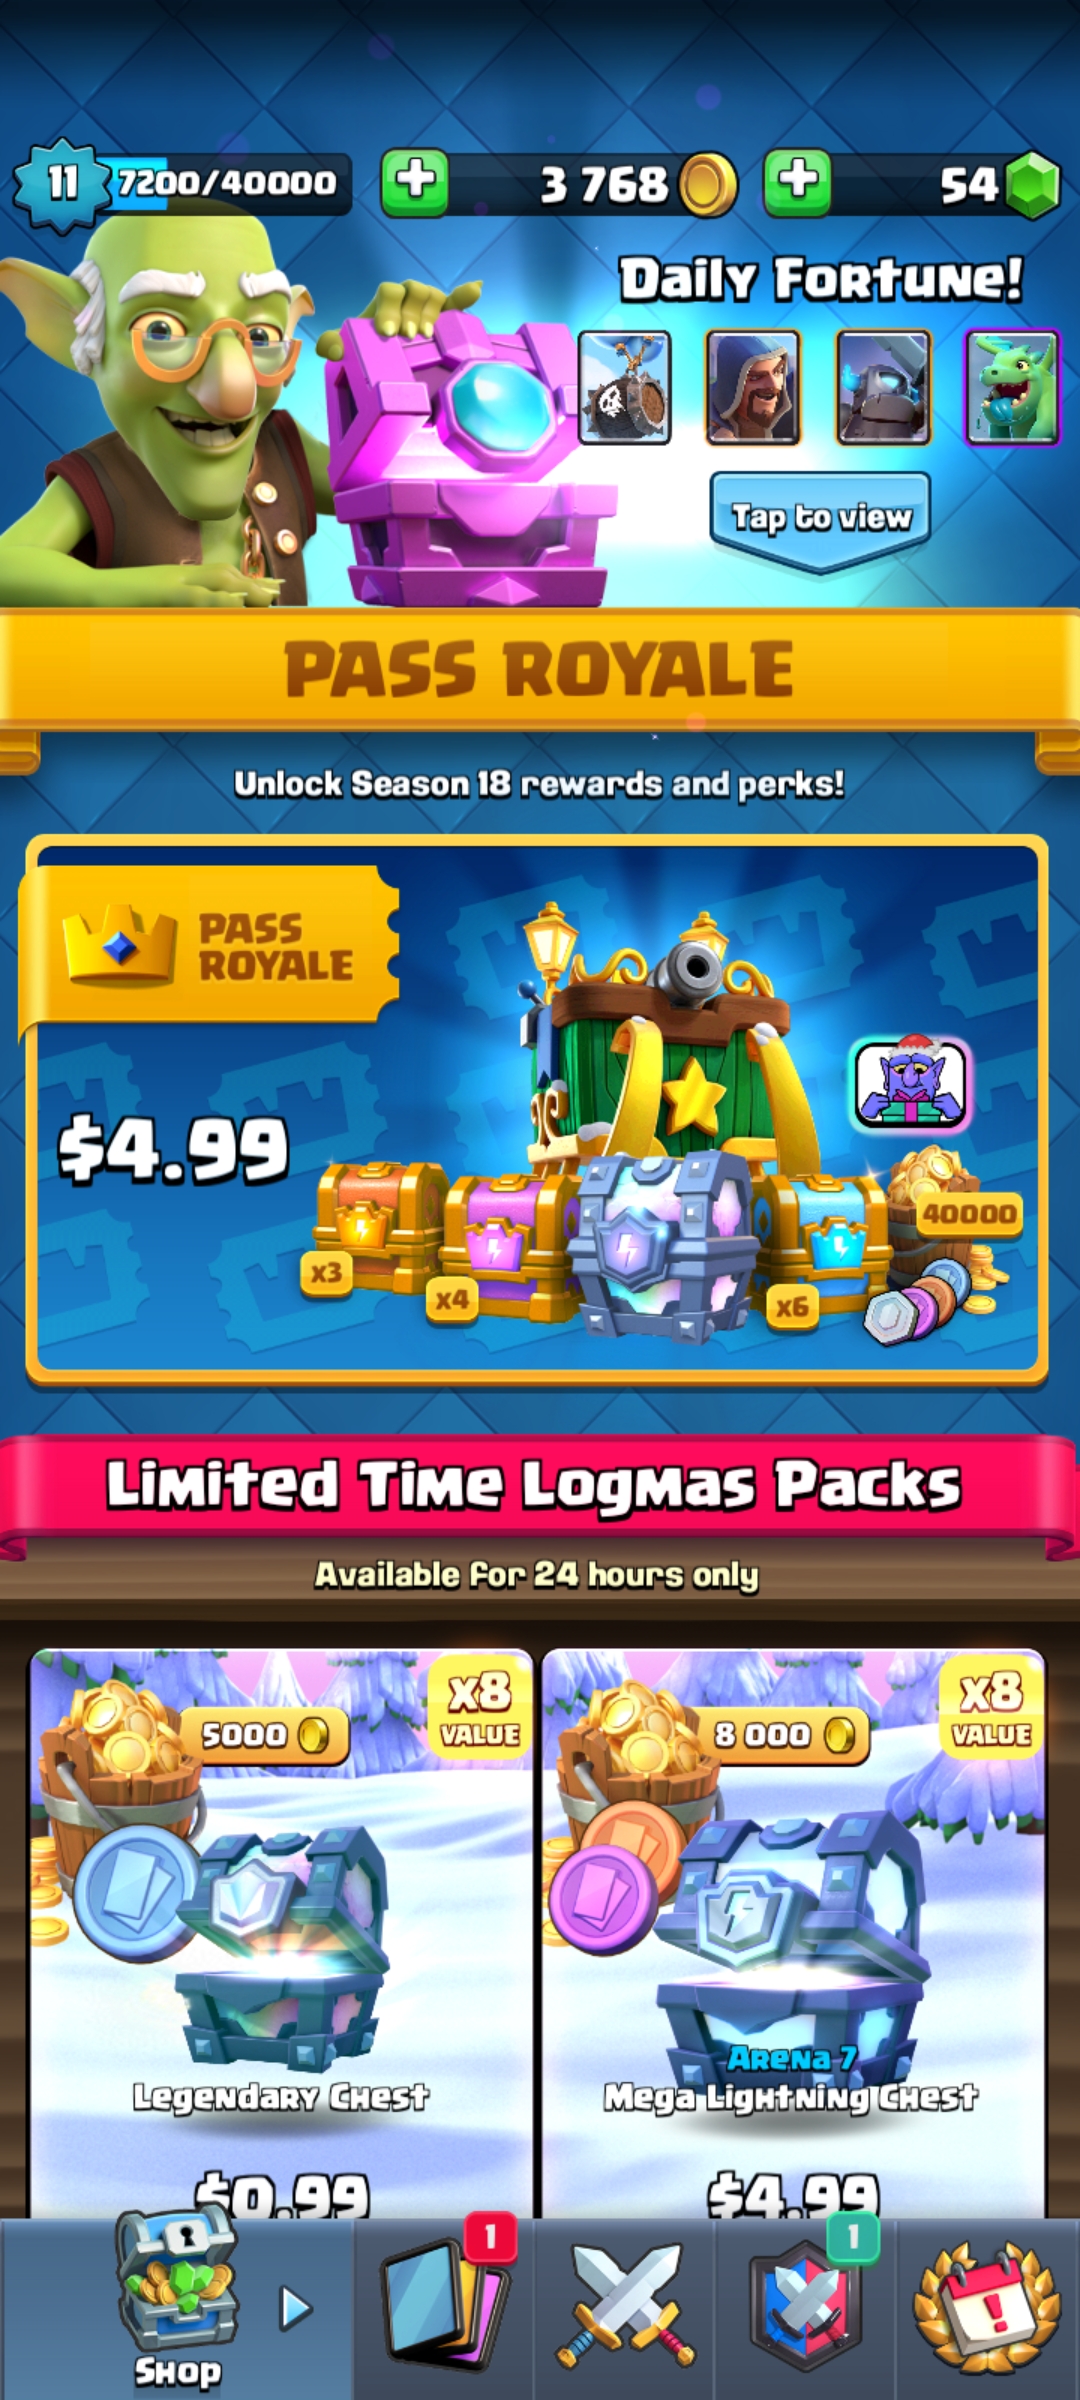 11
7200/40000
3 768
54
Daily Fortune!
Tap to view
PASS ROYALE
Unlock Season 18 rewards and perks!
PASS
ROYALE
$4.99
40000
x3
x4
x6
Limited Time Logmas Packs
Available for 24 hours only
5000
x8
VALUE
8 000
x8
VALUE
Legendary Chest
Arena 7
Mega Lightning Chest
$0.99
$4.99
1
1
Shop